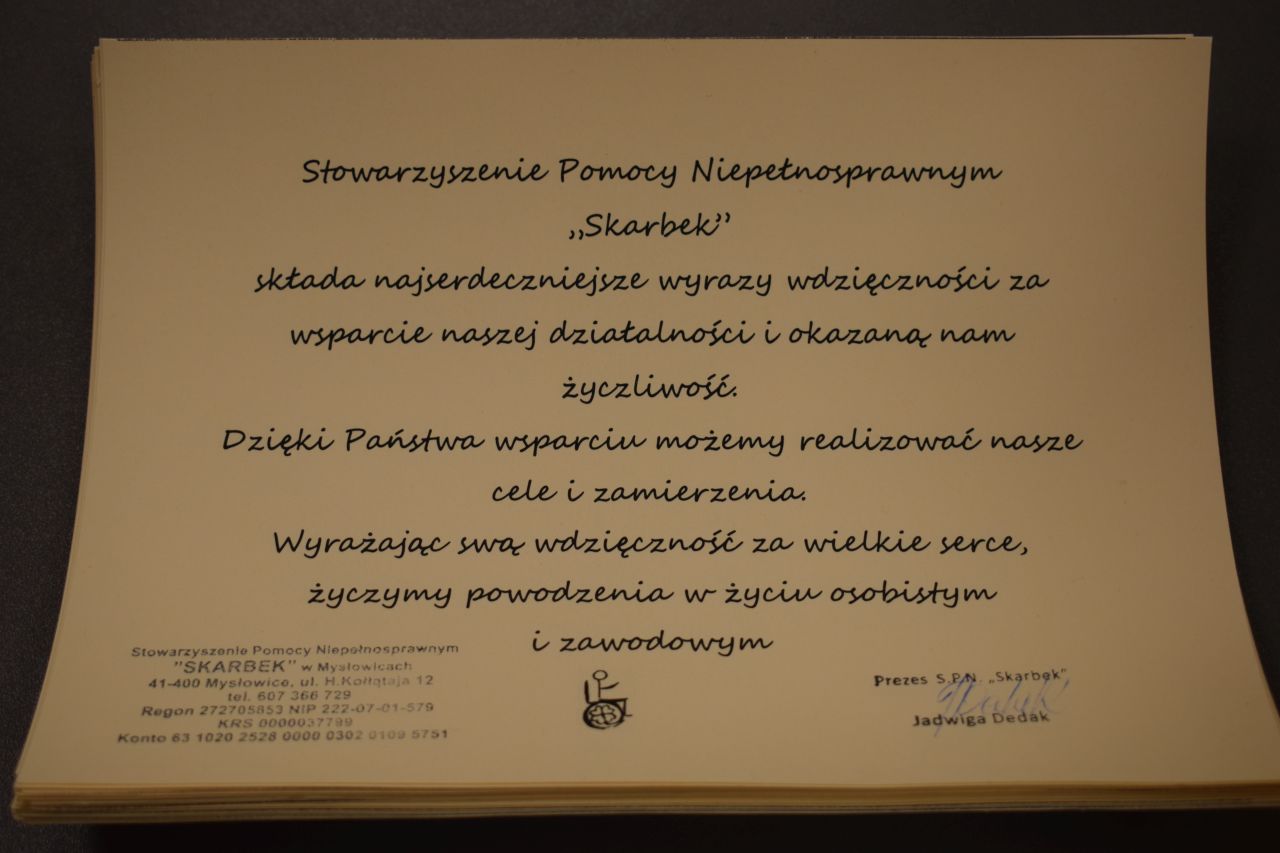 Stowarzyszenie Pomocy Niepełnosprawnym
„Skarbek”
składa najserdeczniejsze wyrazy wdzięczności za
wsparcie naszej działalności i okazaną nam
życzliwość.
Dzięki Państwa wsparciu możemy realizować nasze
cele i zamierzenia.
Wyrażając swą wdzięczność za wielkie serce,
życzymy powodzenia w życiu osobistym
i zawodowym
Stowarzyszenie Pomocy Niepełnosprawnym
"SKARBEK" w Mysłowicach
41-400 Mysłowice, ul. H.Kołłątaja 12
tel. 607 366 729
Regon 272705853 NIP 222-07-01-579
KRS 0000037799
Konto 63 1020 2528 0000 0302 0109 5751
Prezes S.P.N. „Skarbek"
Jadwiga Dedak